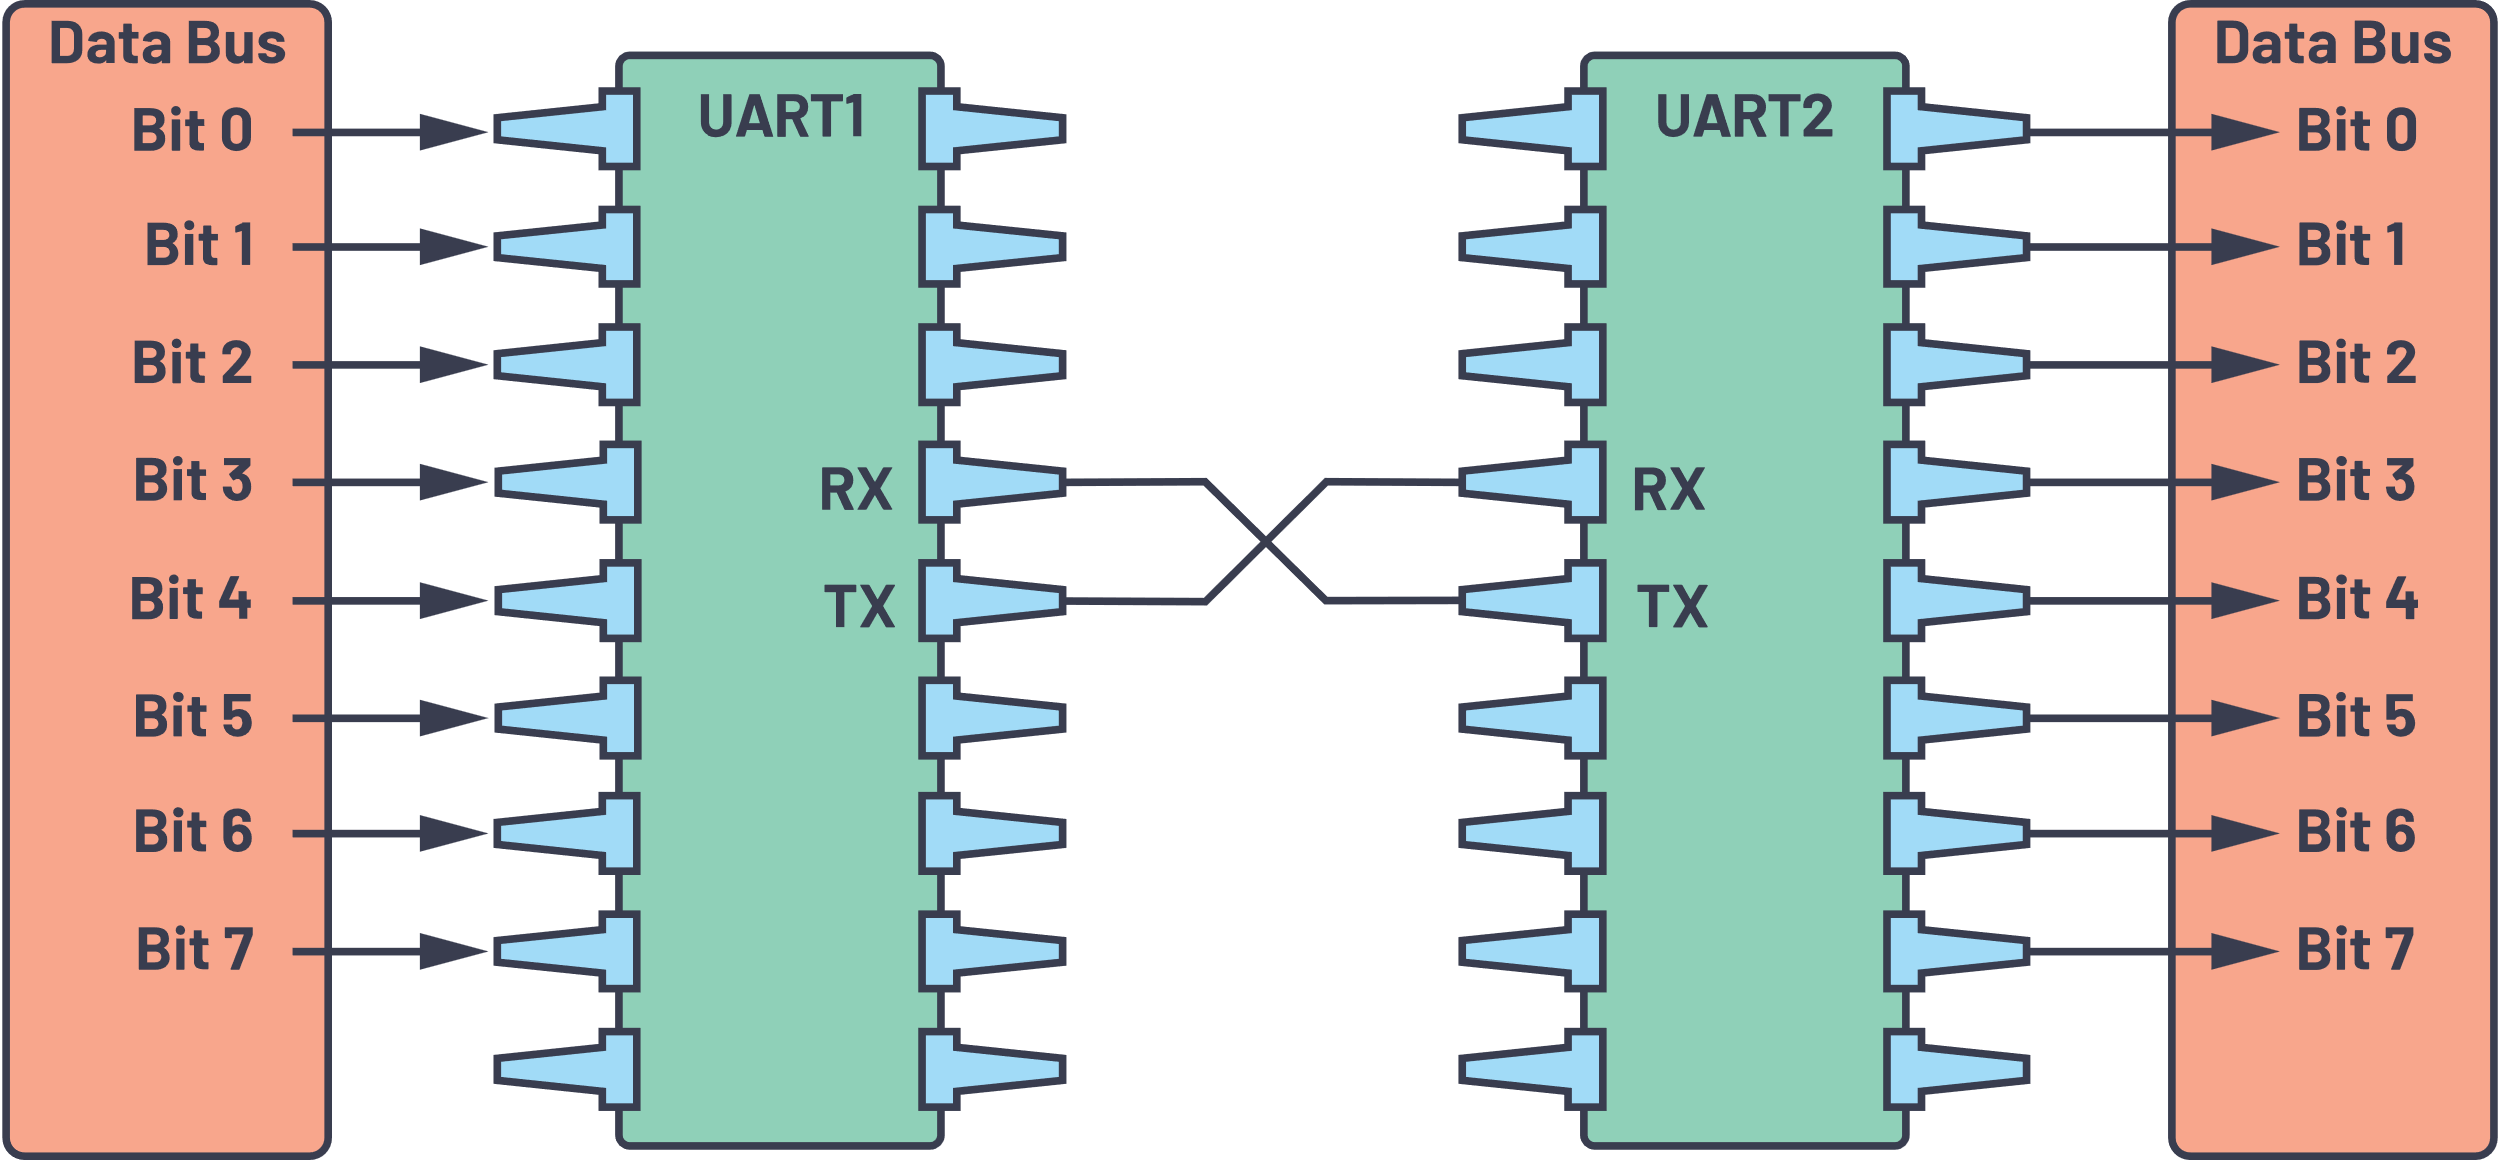 Data Bus
Bit 0
Bit 1
Bit 2
Bit 3
Bit 4
Bit 5
Bit 6
Bit 7
UART1
RX
TX
UART2
RX
TX
Data Bus
Bit 0
Bit 1
Bit 2
Bit 3
Bit 4
Bit 5
Bit 6
Bit 7